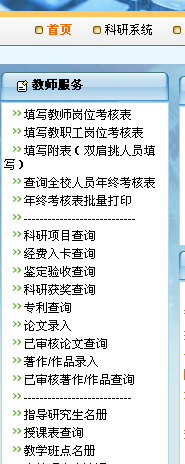 首页 科研系统
教师服务
填写教师岗位考核表
填写教职工岗位考核表
填写附表（双肩挑人员填
写）
查询全校人员年终考核表
年终考核表批量打印
----------------------------
科研项目查询
经费入卡查询
鉴定验收查询
科研获奖查询
专利查询
论文录入
已审核论文查询
著作/作品录入
已审核著作/作品查询
---------------------------
指导研究生名册
授课表查询
教学班点名册